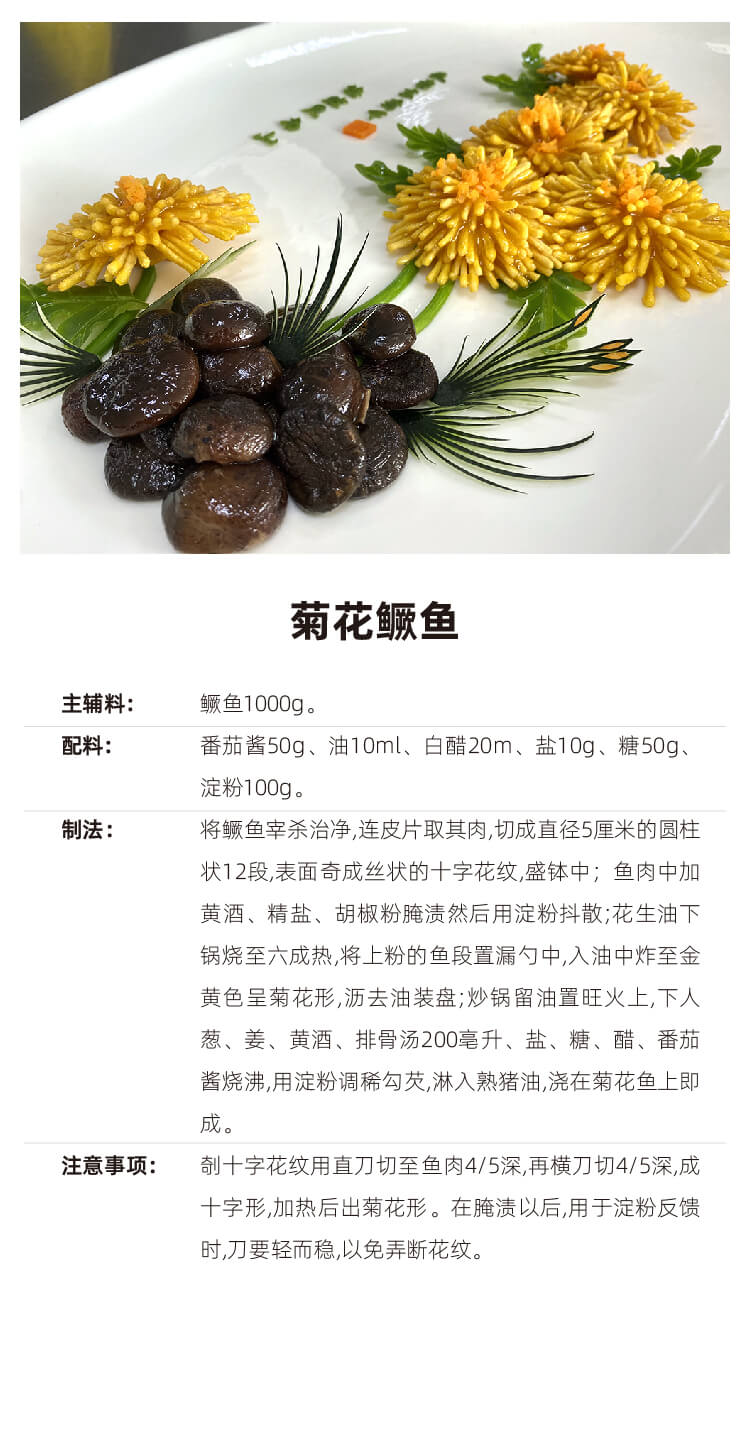 菊花鳜鱼
主辅料：
鳜鱼1000g。
配料：
番茄酱50g、油10ml、白醋20m、盐10g、糖50g、
淀粉100g。
制法：
将鳜鱼宰杀治净,连皮片取其肉,切成直径5厘米的圆柱
状12段,表面奇成丝状的十字花纹,盛钵中；鱼肉中加
黄酒、精盐、胡椒粉腌渍然后用淀粉抖散;花生油下
锅烧至六成热,将上粉的鱼段置漏勺中,入油中炸至金
黄色呈菊花形,沥去油装盘;炒锅留油置旺火上,下人
葱、姜、黄酒、排骨汤200亳升、盐、糖、醋、番茄
酱烧沸,用淀粉调稀勾芡,淋入熟猪油,浇在菊花鱼上即
成。
注意事项：
剞十字花纹用直刀切至鱼肉4/5深,再横刀切4/5深,成
十字形,加热后出菊花形。在腌渍以后,用于淀粉反馈
时,刀要轻而稳,以免弄断花纹。